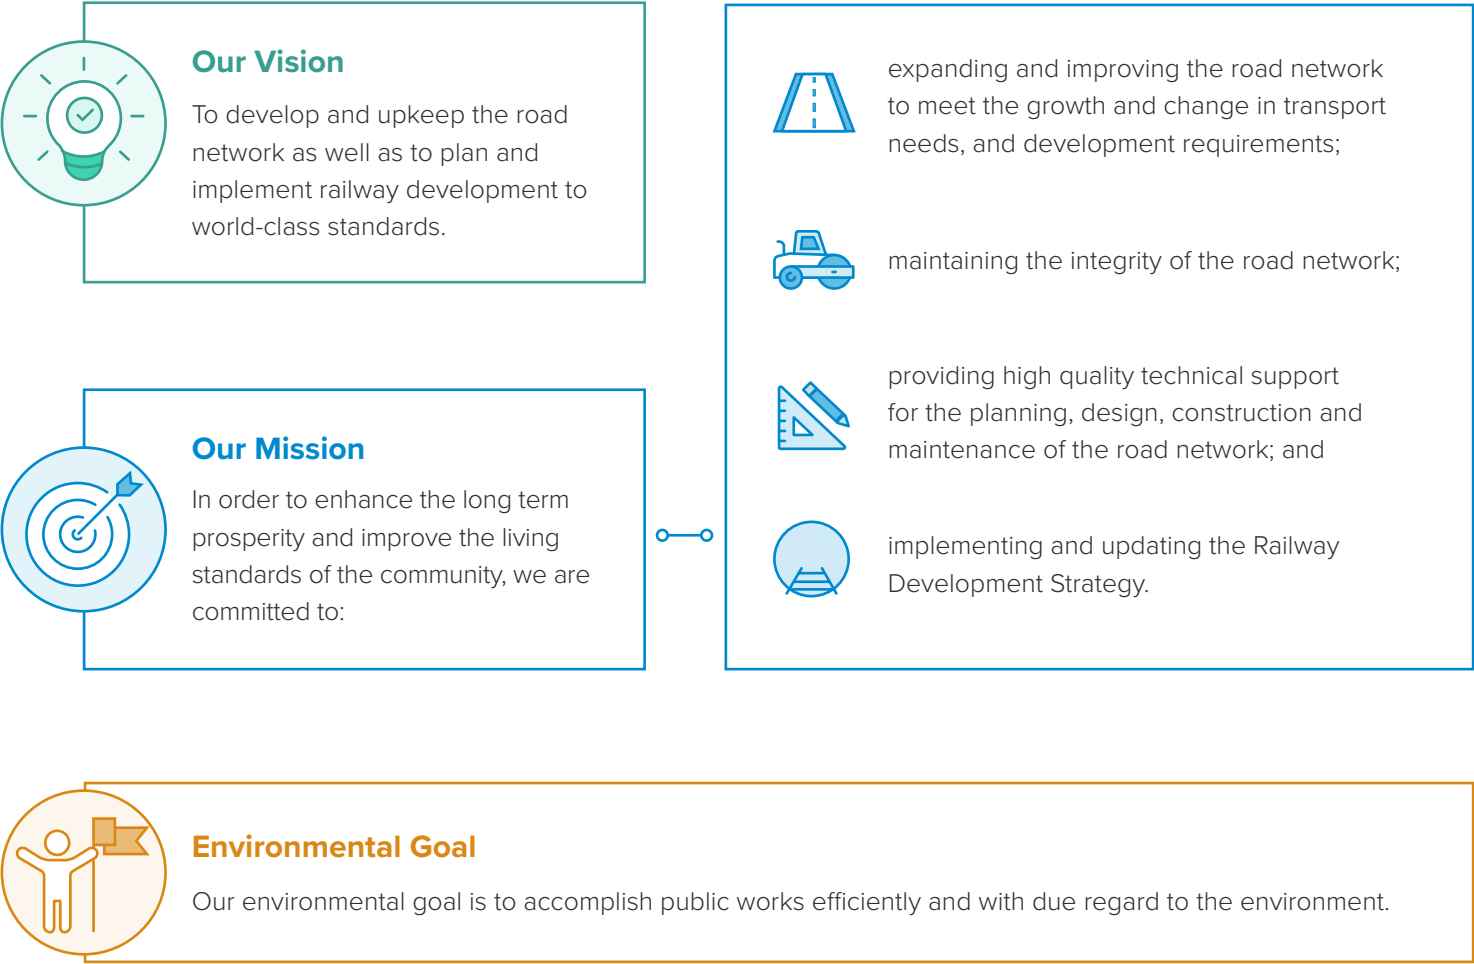 Our Vision
To develop and upkeep the road
network as well as to plan and
implement railway development to
world-class standards.
Our Mission
In order to enhance the long term
prosperity and improve the living
standards of the community, we are
committed to:
expanding and improving the road network
to meet the growth and change in transport
needs, and development requirements;
maintaining the integrity of the road network;
providing high quality technical support
for the planning, design, construction and
maintenance of the road network; and
implementing and updating the Railway
Development Strategy.
Environmental Goal
Our environmental goal is to accomplish public works efficiently and with due regard to the environment.